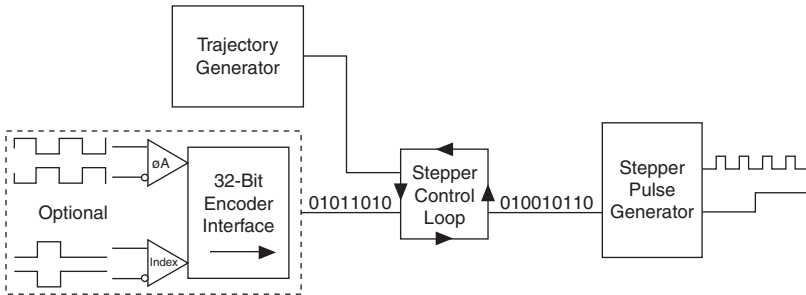 Trajectory
Generator
øA
Optional
Index
32-Bit
Encoder
Interface
01011010
Stepper
Control
Loop
010010110
Stepper
Pulse
Generator